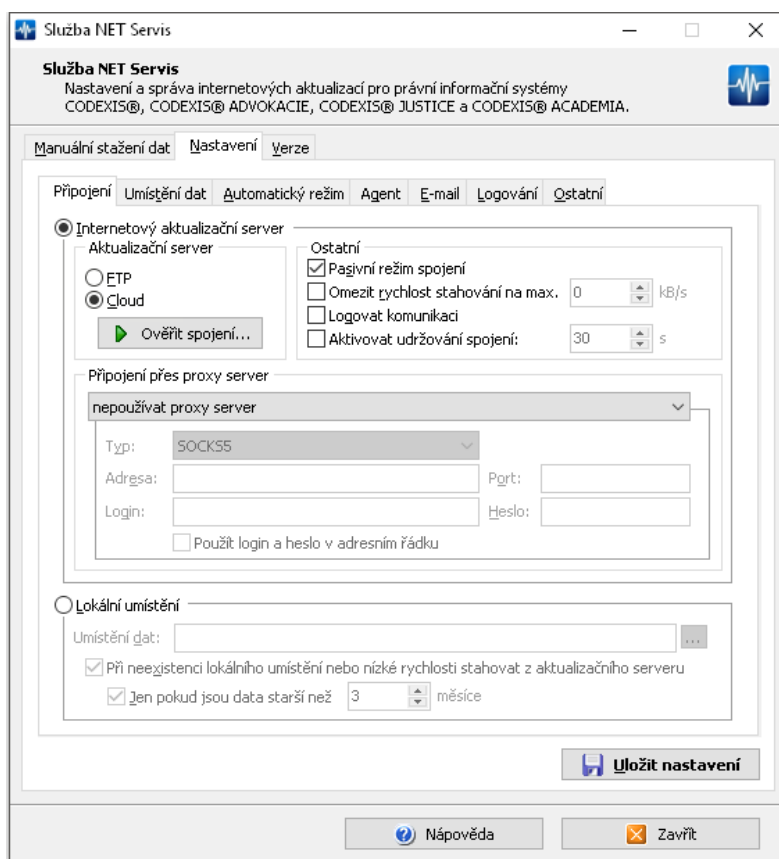 Služba NET Servis
Služba NET Servis
Nastavení a správa internetových aktualizací pro právní informační systémy
CODEXIS®, CODEXIS® ADVOKACIE, CODEXIS® JUSTICE a CODEXIS® ACADEMIA.
Manuální stažení dat Nastavení Verze
Připojení Umístění dat Automatický režim Agent E-mail Logování Ostatní
Internetový aktualizační server
Aktualizační server
FTP
Cloud
Ověřit spojení...
Ostatní
Pasivní režim spojení
Omezit rychlost stahování na max. 0 kB/s
Logovat komunikaci
Aktivovat udržování spojení: 30 s
Připojení přes proxy server
nepoužívat proxy server
Typ: SOCKS5
Adresa: Port:
Login: Heslo:
Použít login a heslo v adresním řádku
Lokální umístění
Umístění dat: ...
Při neexistenci lokálního umístění nebo nízké rychlosti stahovat z aktualizačního serveru
Jen pokud jsou data starší než 3 měsíce
Uložit nastavení
Nápověda Zavřít